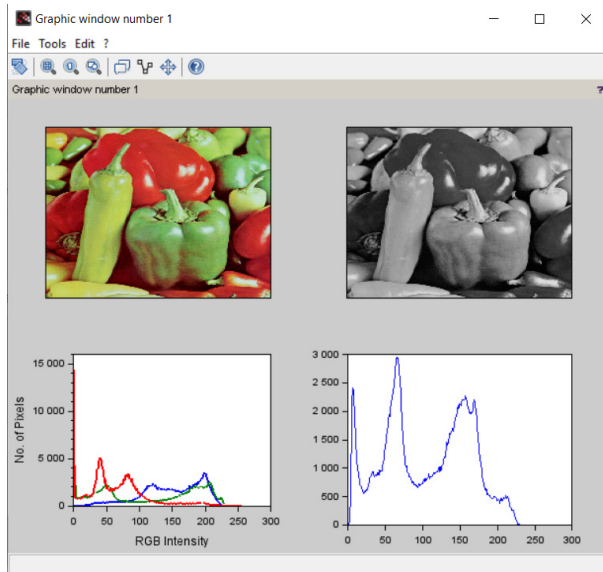 Graphic window number 1
File Tools Edit ?
Graphic window number 1
?
15 000
10 000
5 000
0
No. of Pixels
0 50 100 150 200 250 300
RGB Intensity
3 000
2 500
2 000
1 500
1 000
500
0
0 50 100 150 200 250 300